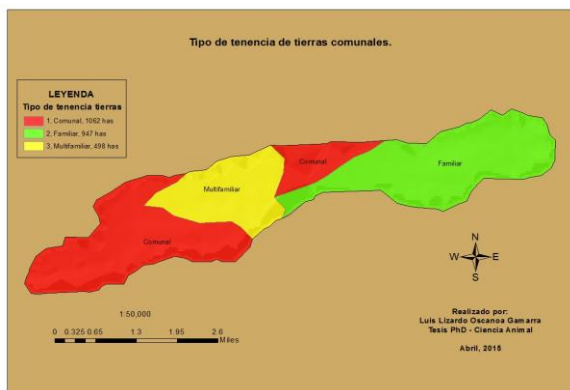 Tipo de tenencia de tierras comunales.
LEYENDA
Tipo de tenencia tierras
1, Comunal, 1062 has
2, Familiar, 947 has
3, Multifamiliar, 498 has
Comunal
Familiar
Multifamiliar
Comunal
N
W E
S
1:50,000
0 0.325 0.65 1.3 1.95 2.6
Miles
Realizado por:
Luis Lizardo Oscanoa Gamarra
Tesis PhD - Ciencia Animal
Abril, 2015